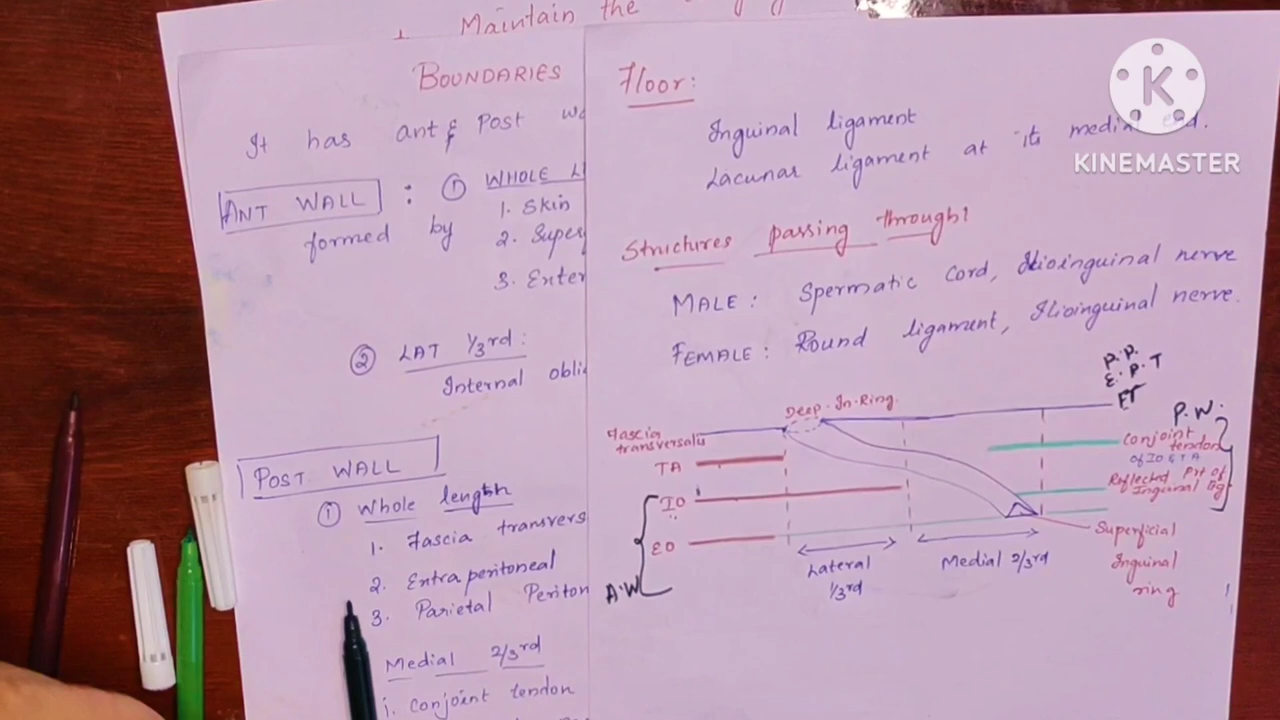 Maintain the
BOUNDARIES
It has ant & Post
ANT WALL : ① WHOLE
formed by 1. Skin
2. Super
3. Exter
② LAT 1/3rd :
Internal obli
POST WALL
① Whole length
1. Fascia transvers
2. Extra peritoneal
3. Parietal Periton
Medial 2/3rd
1. Conjoint tendon
Floor:
Inguinal ligament
Lacunar ligament at its medial end.
Strictures passing through!
MALE : Spermatic Cord, Ilioinguinal nerve
FEMALE : Round ligament, Ilioinguinal nerve.
P.P.
E.P.T
FT
P.W.
Deep.In.Ring.
Fascia
transversalis
TA
IO
EO
A.W
Conjoint
tendon
of IO & TA
Reflected Prt of
Inguinal lig
Superficial
Inguinal
ring
Lateral
1/3rd
Medial 2/3rd
K
KINEMASTER